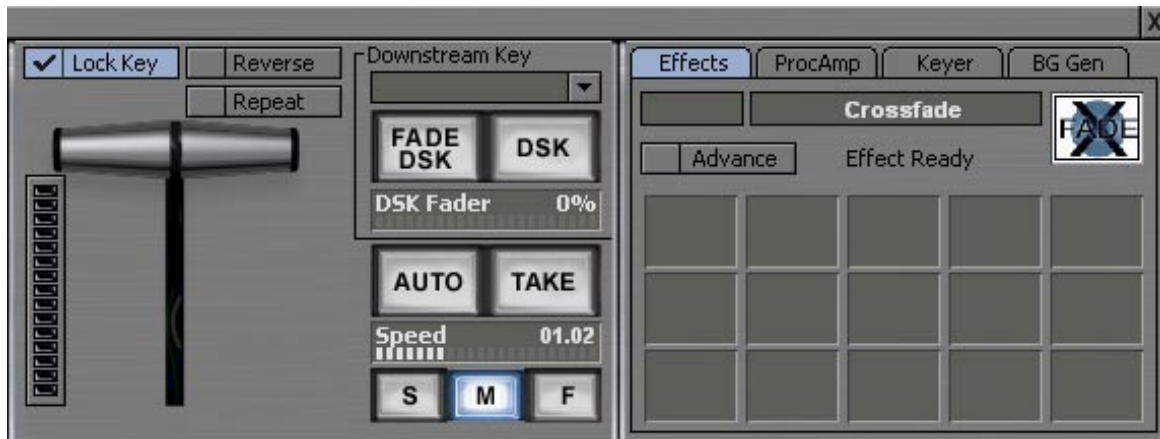 X
Lock Key
Reverse
Repeat
Downstream Key
FADE
DSK
DSK
DSK Fader 0%
AUTO
TAKE
Speed 01.02
S
M
F
Effects
ProcAmp
Keyer
BG Gen
Crossfade
FADE
Advance
Effect Ready